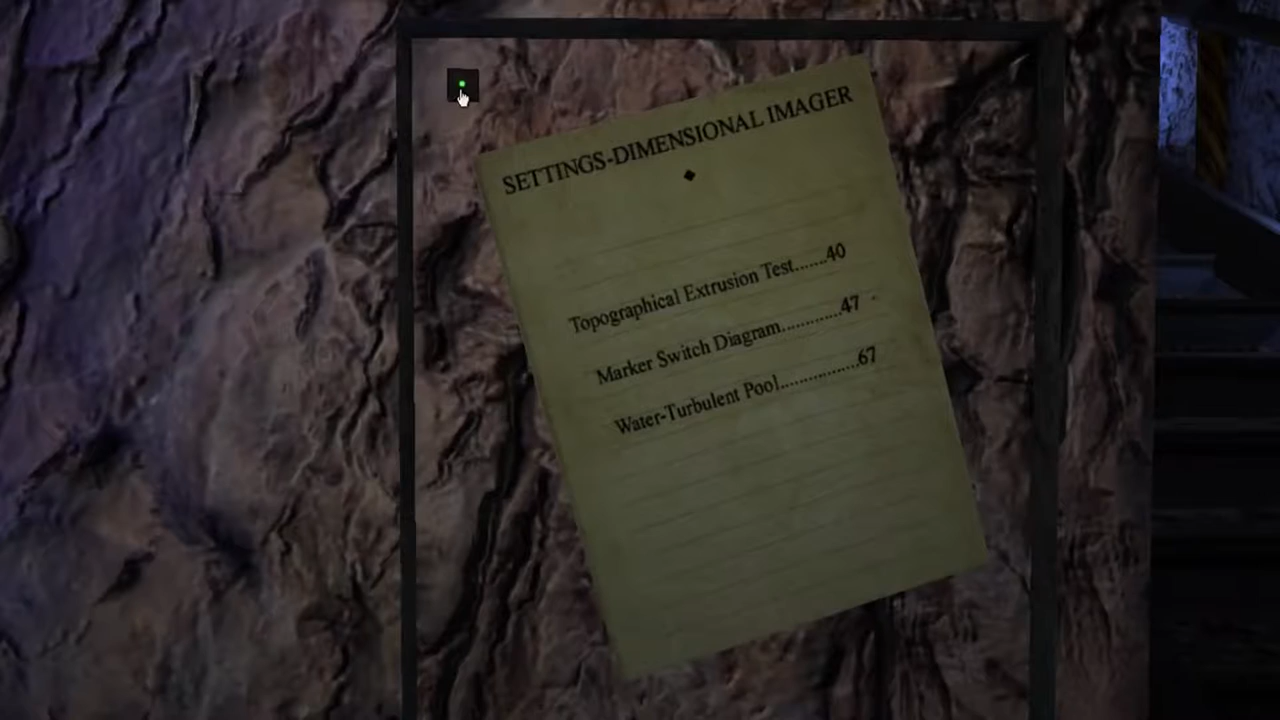 SETTINGS-DIMENSIONAL IMAGER
Topographical Extrusion Test.......40
Marker Switch Diagram.............47
Water-Turbulent Pool.................67